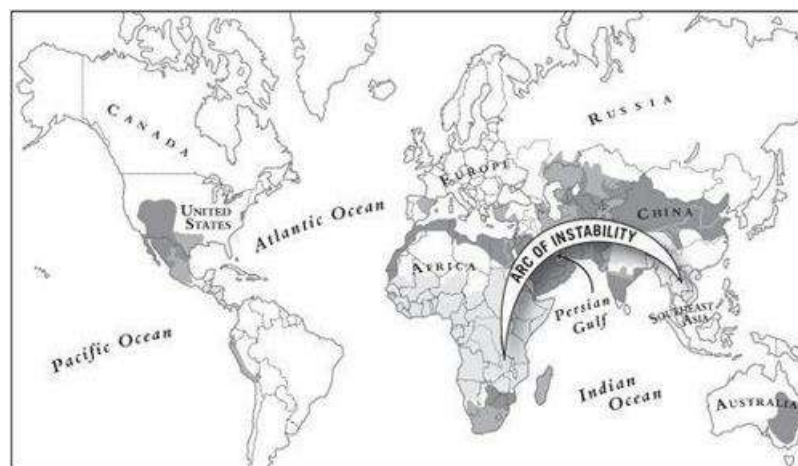 CANADA
RUSSIA
EUROPE
UNITED
STATES
CHINA
Atlantic Ocean
ARC OF INSTABILITY
AFRICA
Persian
Gulf
SOUTHEAST
ASIA
Pacific Ocean
Indian
Ocean
AUSTRALIA